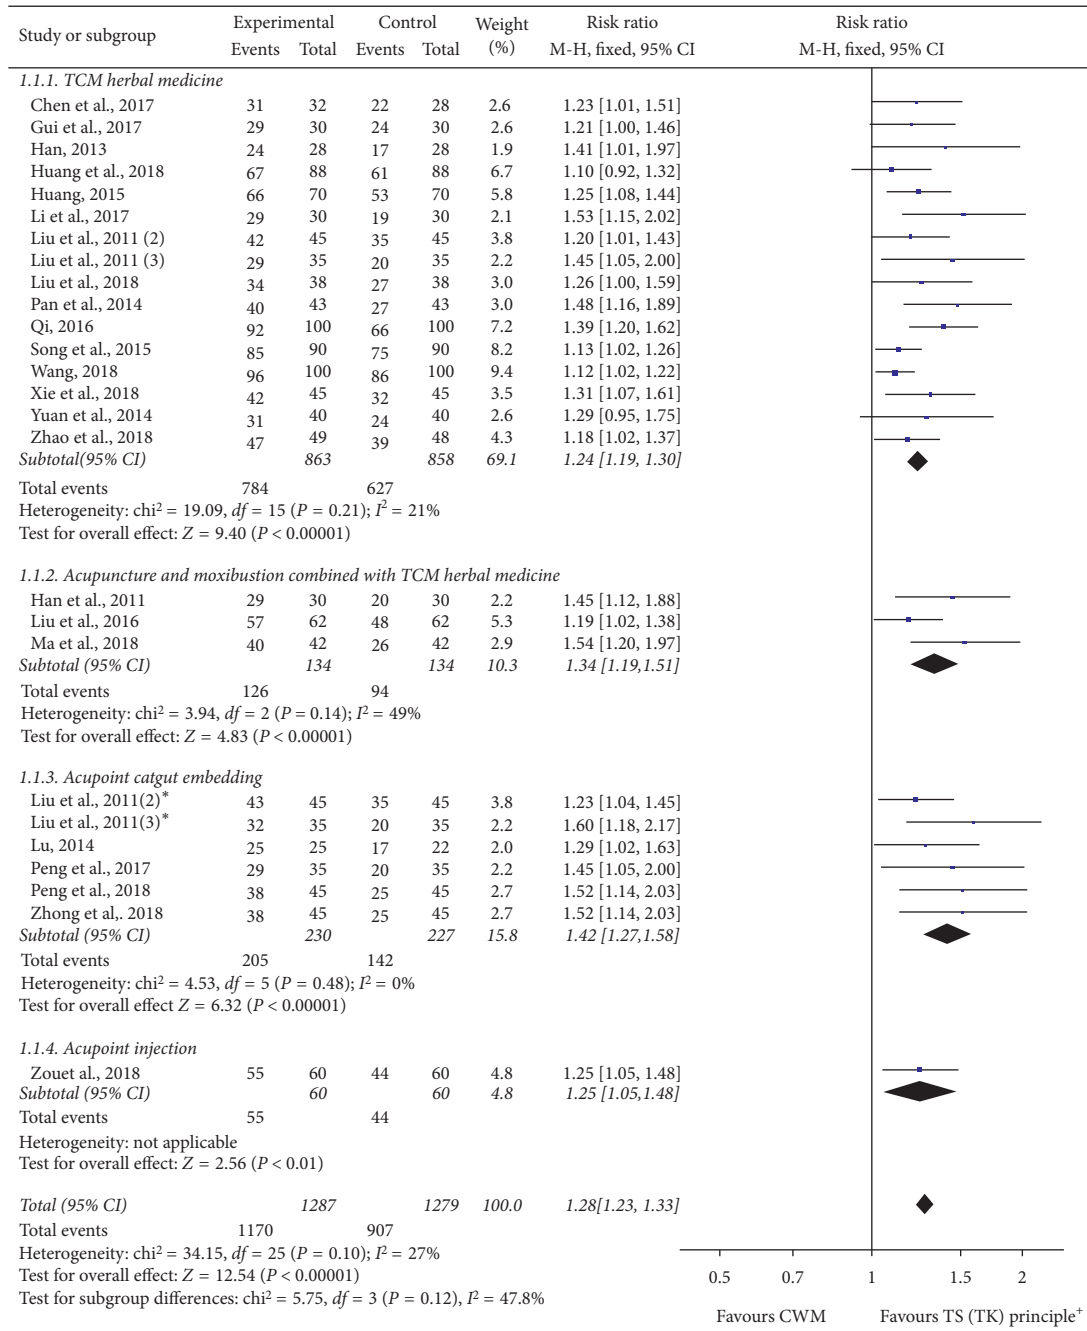 Study or subgroup Experimental Control Weight Risk ratio Risk ratio
Events Total Events Total (%) M-H, fixed, 95% CI M-H, fixed, 95% CI
1.1.1. TCM herbal medicine
Chen et al., 2017 31 32 22 28 2.6 1.23 [1.01, 1.51]
Gui et al., 2017 29 30 24 30 2.6 1.21 [1.00, 1.46]
Han, 2013 24 28 17 28 1.9 1.41 [1.01, 1.97]
Huang et al., 2018 67 88 61 88 6.7 1.10 [0.92, 1.32]
Huang, 2015 66 70 53 70 5.8 1.25 [1.08, 1.44]
Li et al., 2017 29 30 19 30 2.1 1.53 [1.15, 2.02]
Liu et al., 2011 (2) 42 45 35 45 3.8 1.20 [1.01, 1.43]
Liu et al., 2011 (3) 29 35 20 35 2.2 1.45 [1.05, 2.00]
Liu et al., 2018 34 38 27 38 3.0 1.26 [1.00, 1.59]
Pan et al., 2014 40 43 27 43 3.0 1.48 [1.16, 1.89]
Qi, 2016 92 100 66 100 7.2 1.39 [1.20, 1.62]
Song et al., 2015 85 90 75 90 8.2 1.13 [1.02, 1.26]
Wang, 2018 96 100 86 100 9.4 1.12 [1.02, 1.22]
Xie et al., 2018 42 45 32 45 3.5 1.31 [1.07, 1.61]
Yuan et al., 2014 31 40 24 40 2.6 1.29 [0.95, 1.75]
Zhao et al., 2018 47 49 39 48 4.3 1.18 [1.02, 1.37]
Subtotal(95% CI) 863 858 69.1 1.24 [1.19, 1.30]
Total events 784 627
Heterogeneity: chi² = 19.09, df = 15 (P = 0.21); I² = 21%
Test for overall effect: Z = 9.40 (P < 0.00001)
1.1.2. Acupuncture and moxibustion combined with TCM herbal medicine
Han et al., 2011 29 30 20 30 2.2 1.45 [1.12, 1.88]
Liu et al., 2016 57 62 48 62 5.3 1.19 [1.02, 1.38]
Ma et al., 2018 40 42 26 42 2.9 1.54 [1.20, 1.97]
Subtotal (95% CI) 134 134 10.3 1.34 [1.19,1.51]
Total events 126 94
Heterogeneity: chi² = 3.94, df = 2 (P = 0.14); I² = 49%
Test for overall effect: Z = 4.83 (P < 0.00001)
1.1.3. Acupoint catgut embedding
Liu et al., 2011(2)* 43 45 35 45 3.8 1.23 [1.04, 1.45]
Liu et al., 2011(3)* 32 35 20 35 2.2 1.60 [1.18, 2.17]
Lu, 2014 25 25 17 22 2.0 1.29 [1.02, 1.63]
Peng et al., 2017 29 35 20 35 2.2 1.45 [1.05, 2.00]
Peng et al., 2018 38 45 25 45 2.7 1.52 [1.14, 2.03]
Zhong et al,. 2018 38 45 25 45 2.7 1.52 [1.14, 2.03]
Subtotal (95% CI) 230 227 15.8 1.42 [1.27,1.58]
Total events 205 142
Heterogeneity: chi² = 4.53, df = 5 (P = 0.48); I² = 0%
Test for overall effect Z = 6.32 (P < 0.00001)
1.1.4. Acupoint injection
Zouet al., 2018 55 60 44 60 4.8 1.25 [1.05, 1.48]
Subtotal (95% CI) 60 60 4.8 1.25 [1.05,1.48]
Total events 55 44
Heterogeneity: not applicable
Test for overall effect: Z = 2.56 (P < 0.01)
Total (95% CI) 1287 1279 100.0 1.28[1.23, 1.33]
Total events 1170 907
Heterogeneity: chi² = 34.15, df = 25 (P = 0.10); I² = 27%
Test for overall effect: Z = 12.54 (P < 0.00001)
Test for subgroup differences: chi² = 5.75, df = 3 (P = 0.12), I² = 47.8%
0.5 0.7 1 1.5 2
Favours CWM Favours TS (TK) principle⁺